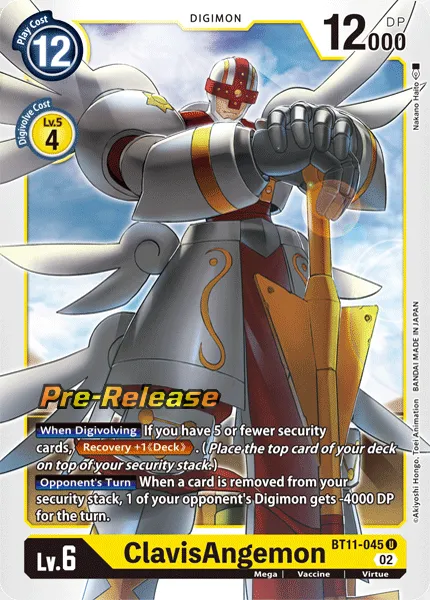 Play Cost
12
DIGIMON
12000
DP
Digivolve Cost
Lv.5
4
Nakano Haito
Pre-Release
When Digivolving If you have 5 or fewer security
cards, Recovery +1《Deck》. (Place the top card of your deck
on top of your security stack.)
Opponent's Turn When a card is removed from your
security stack, 1 of your opponent's Digimon gets -4000 DP
for the turn.
©Akiyoshi Hongo, Toei Animation ・ BANDAI MADE IN JAPAN
Lv.6
ClavisAngemon
BT11-045 U
02
Mega | Vaccine | Virtue